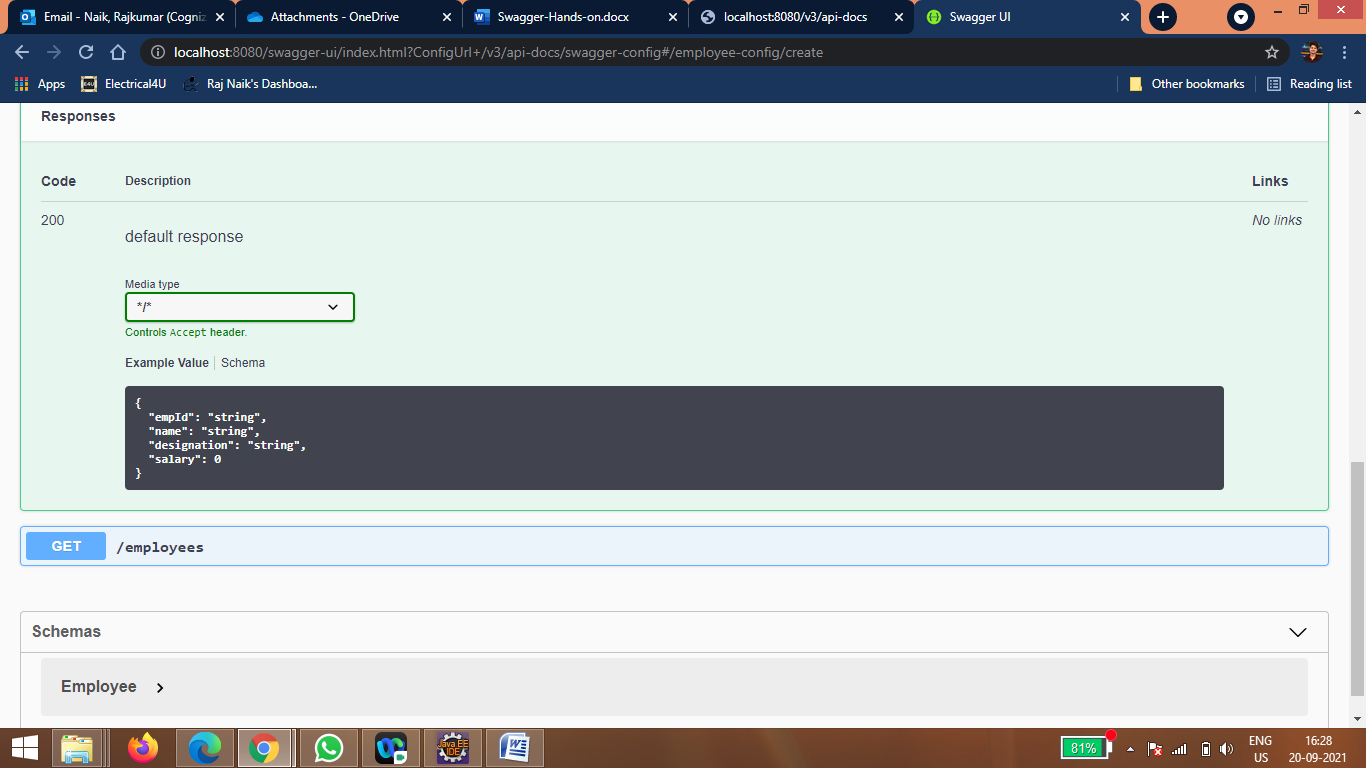 Email - Naik, Rajkumar (Cogniz
Attachments - OneDrive
Swagger-Hands-on.docx
localhost:8080/v3/api-docs
Swagger UI
localhost:8080/swagger-ui/index.html?ConfigUrl+/v3/api-docs/swagger-config#/employee-config/create
Apps
Electrical4U
Raj Naik's Dashboa...
Other bookmarks
Reading list
Responses
Code Description Links
200 default response No links
Media type
*/*
Controls Accept header.
Example Value Schema
{
"empId": "string",
"name": "string",
"designation": "string",
"salary": 0
}
GET /employees
Schemas
Employee
81%
ENG
US
16:28
20-09-2021